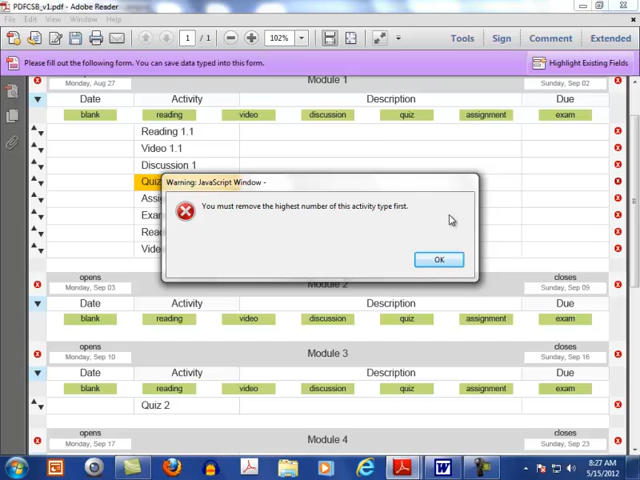 PDFCSB_v1.pdf - Adobe Reader
File Edit View Window Help
1 / 1 102% Tools Sign Comment Extended
Please fill out the following form. You can save data typed into this form. Highlight Existing Fields
Monday, Aug 27 Module 1 Sunday, Sep 02
Date Activity Description Due
blank reading video discussion quiz assignment exam
Reading 1.1
Video 1.1
Discussion 1
Quiz
Warning: JavaScript Window -
You must remove the highest number of this activity type first.
OK
opens closes
Monday, Sep 03 Module 2 Sunday, Sep 09
Date Activity Description Due
blank reading video discussion quiz assignment exam
opens closes
Monday, Sep 10 Module 3 Sunday, Sep 16
Date Activity Description Due
blank reading video discussion quiz assignment exam
Quiz 2
opens closes
Monday, Sep 17 Module 4 Sunday, Sep 23
8:27 AM
5/15/2012